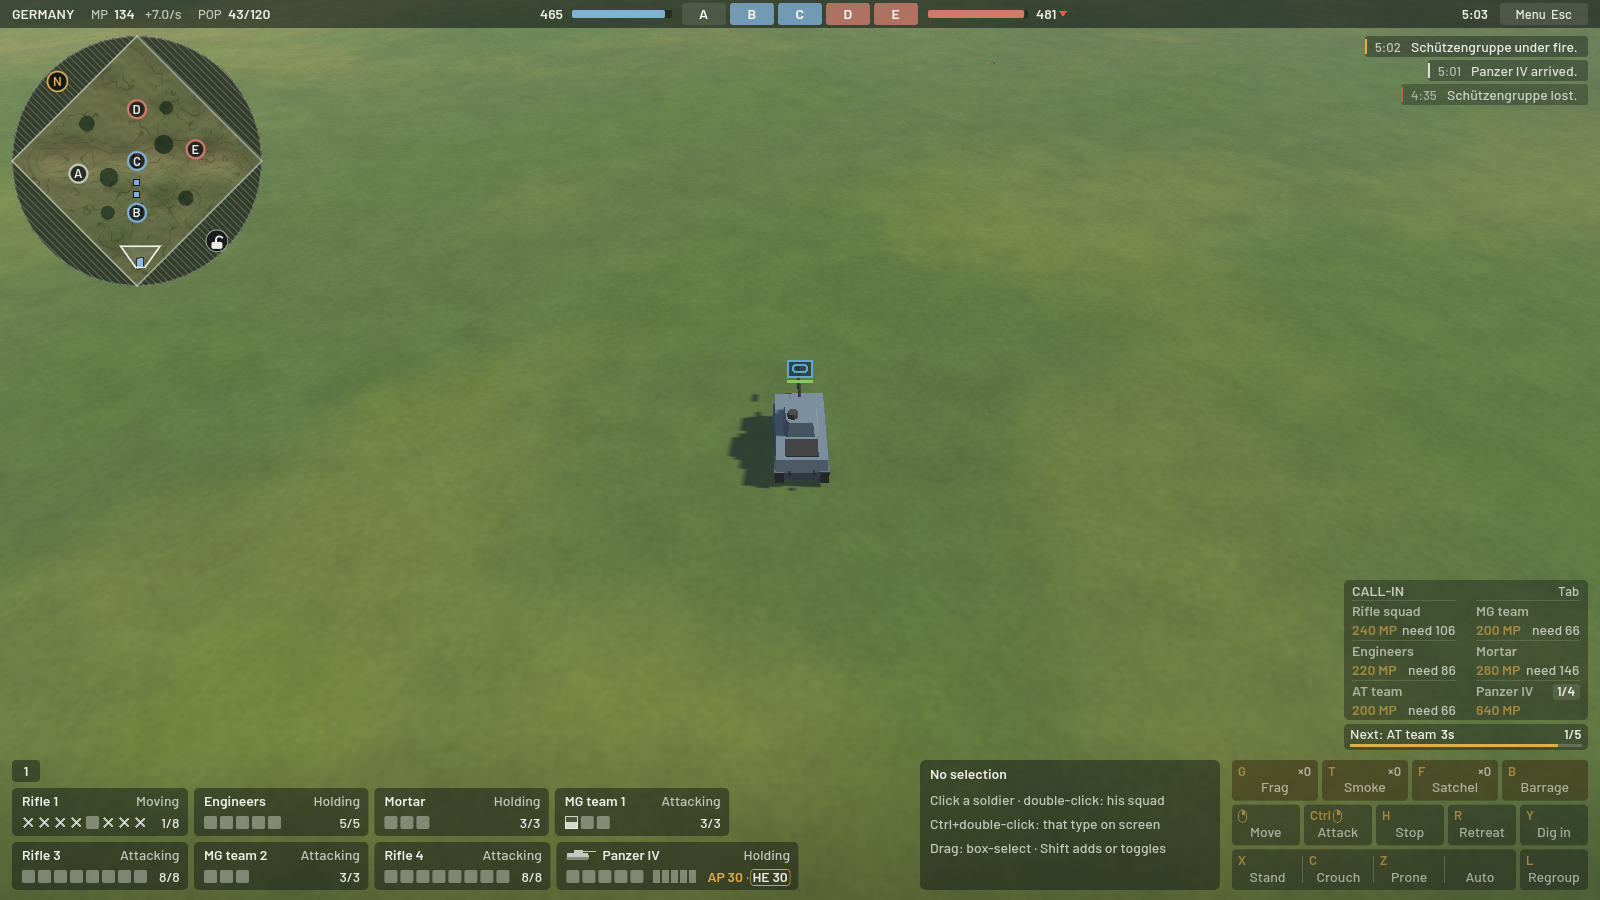 GERMANY MP 134 +7.0/s POP 43/120
465 A B C D E 481
5:03 Menu Esc
5:02 Schützengruppe under fire.
5:01 Panzer IV arrived.
4:35 Schützengruppe lost.
N
D
E
C
A
B
CALL-IN Tab
Rifle squad MG team
240 MP need 106 200 MP need 66
Engineers Mortar
220 MP need 86 280 MP need 146
AT team Panzer IV 1/4
200 MP need 66 640 MP
Next: AT team 3s 1/5
1
Rifle 1 Moving
1/8
Engineers Holding
5/5
Mortar Holding
3/3
MG team 1 Attacking
3/3
Rifle 3 Attacking
8/8
MG team 2 Attacking
3/3
Rifle 4 Attacking
8/8
Panzer IV Holding
AP 30 · HE 30
No selection
Click a soldier · double-click: his squad
Ctrl+double-click: that type on screen
Drag: box-select · Shift adds or toggles
G ×0 T ×0 F ×0 B
Frag Smoke Satchel Barrage
Ctrl H R Y
Move Attack Stop Retreat Dig in
X C Z L
Stand Crouch Prone Auto Regroup